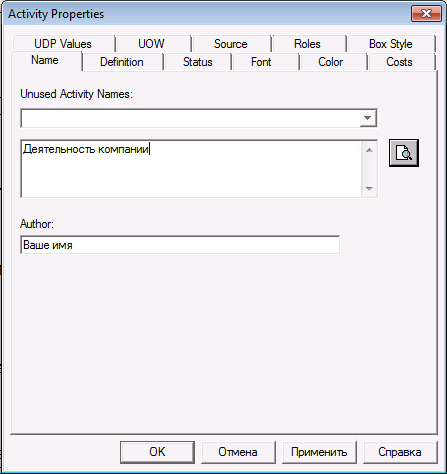 Activity Properties
UDP Values UOW Source Roles Box Style
Name Definition Status Font Color Costs
Unused Activity Names:
Деятельность компании
Author:
Ваше имя
OK Отмена Применить Справка